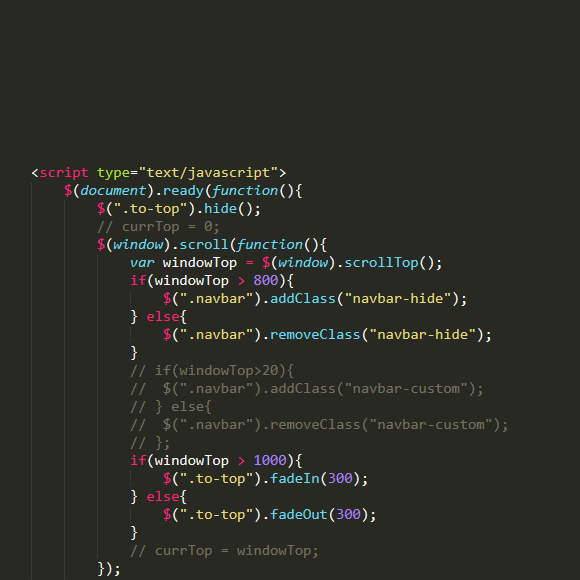 <script type="text/javascript">
$(document).ready(function(){
$(".to-top").hide();
// currTop = 0;
$(window).scroll(function(){
var windowTop = $(window).scrollTop();
if(windowTop > 800){
$(".navbar").addClass("navbar-hide");
} else{
$(".navbar").removeClass("navbar-hide");
}
// if(windowTop>20){
//  $(".navbar").addClass("navbar-custom");
// } else{
//  $(".navbar").removeClass("navbar-custom");
// };
if(windowTop > 1000){
$(".to-top").fadeIn(300);
} else{
$(".to-top").fadeOut(300);
}
// currTop = windowTop;
});